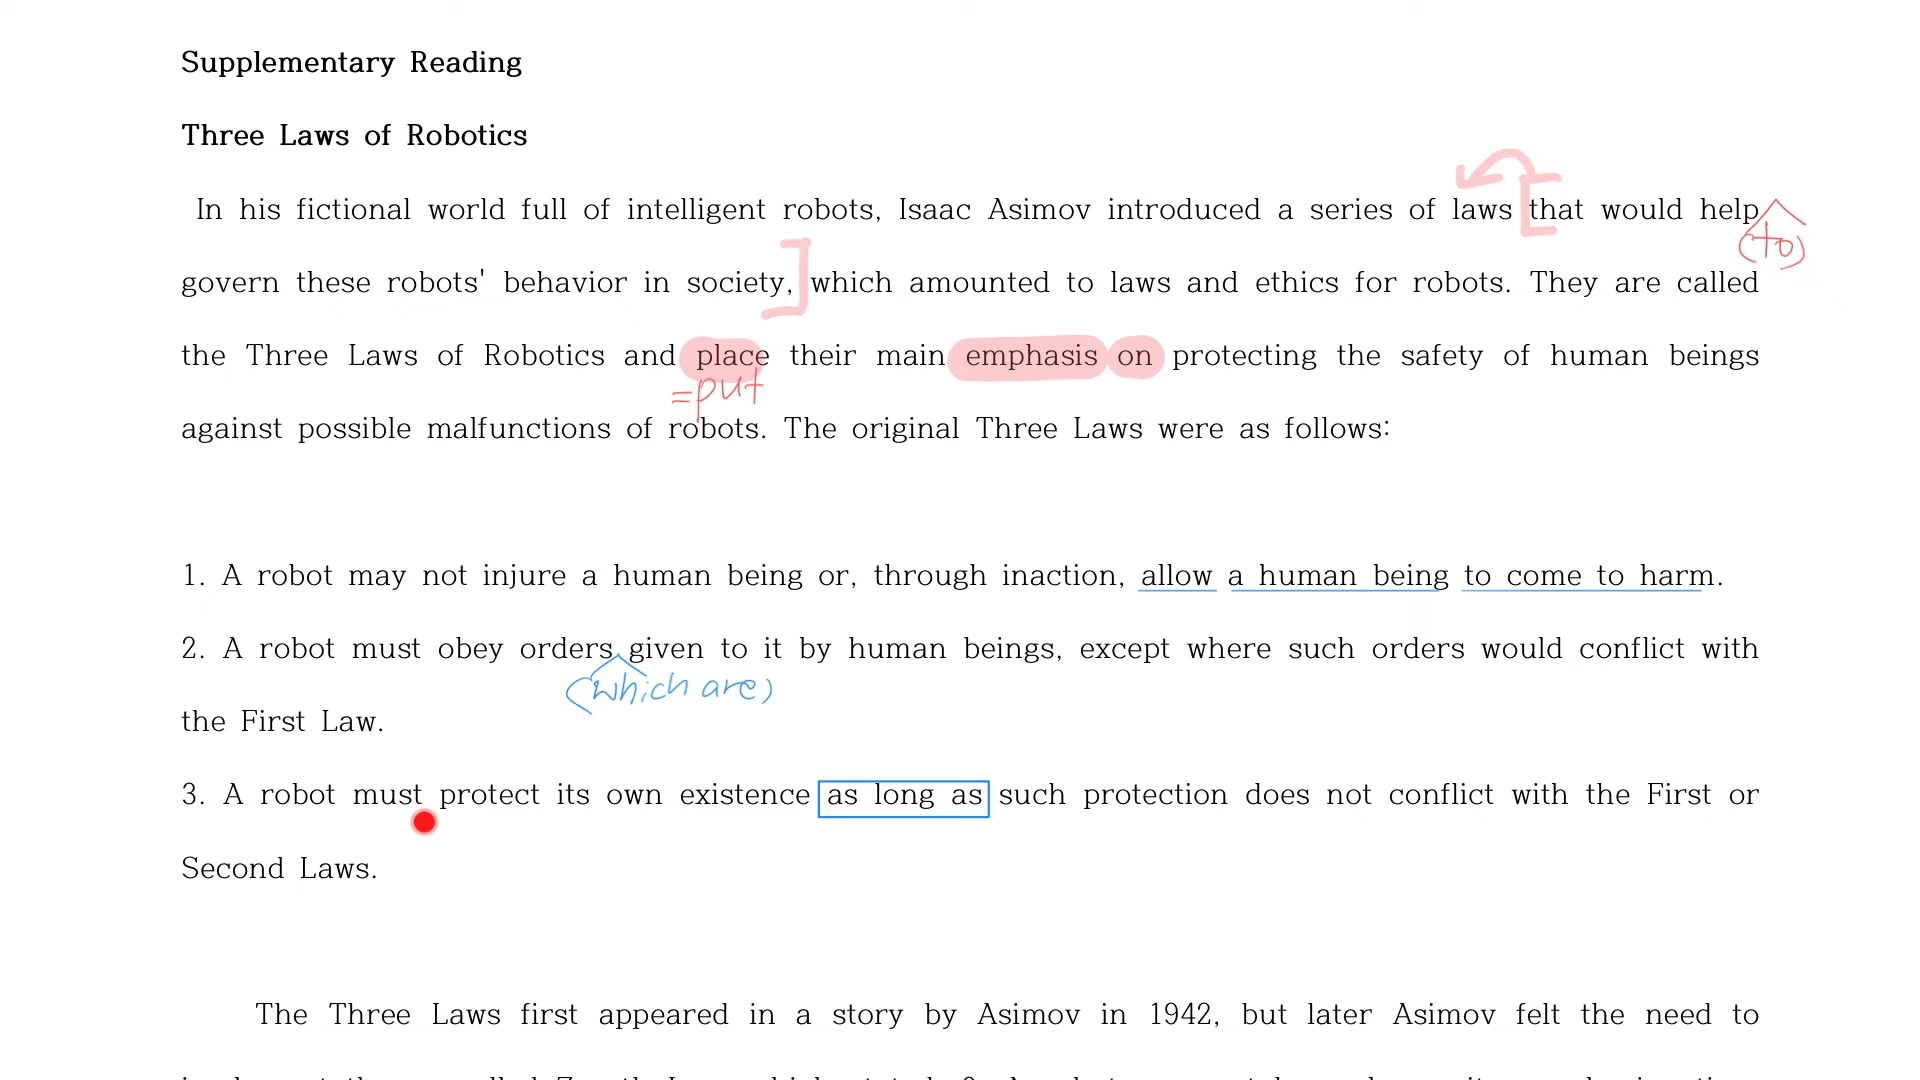 Supplementary Reading
Three Laws of Robotics
In his fictional world full of intelligent robots, Isaac Asimov introduced a series of laws that would help
(to)
govern these robots' behavior in society, which amounted to laws and ethics for robots. They are called
the Three Laws of Robotics and place their main emphasis on protecting the safety of human beings
=put
against possible malfunctions of robots. The original Three Laws were as follows:
1. A robot may not injure a human being or, through inaction, allow a human being to come to harm.
2. A robot must obey orders given to it by human beings, except where such orders would conflict with
(which are)
the First Law.
3. A robot must protect its own existence as long as such protection does not conflict with the First or
Second Laws.
The Three Laws first appeared in a story by Asimov in 1942, but later Asimov felt the need to